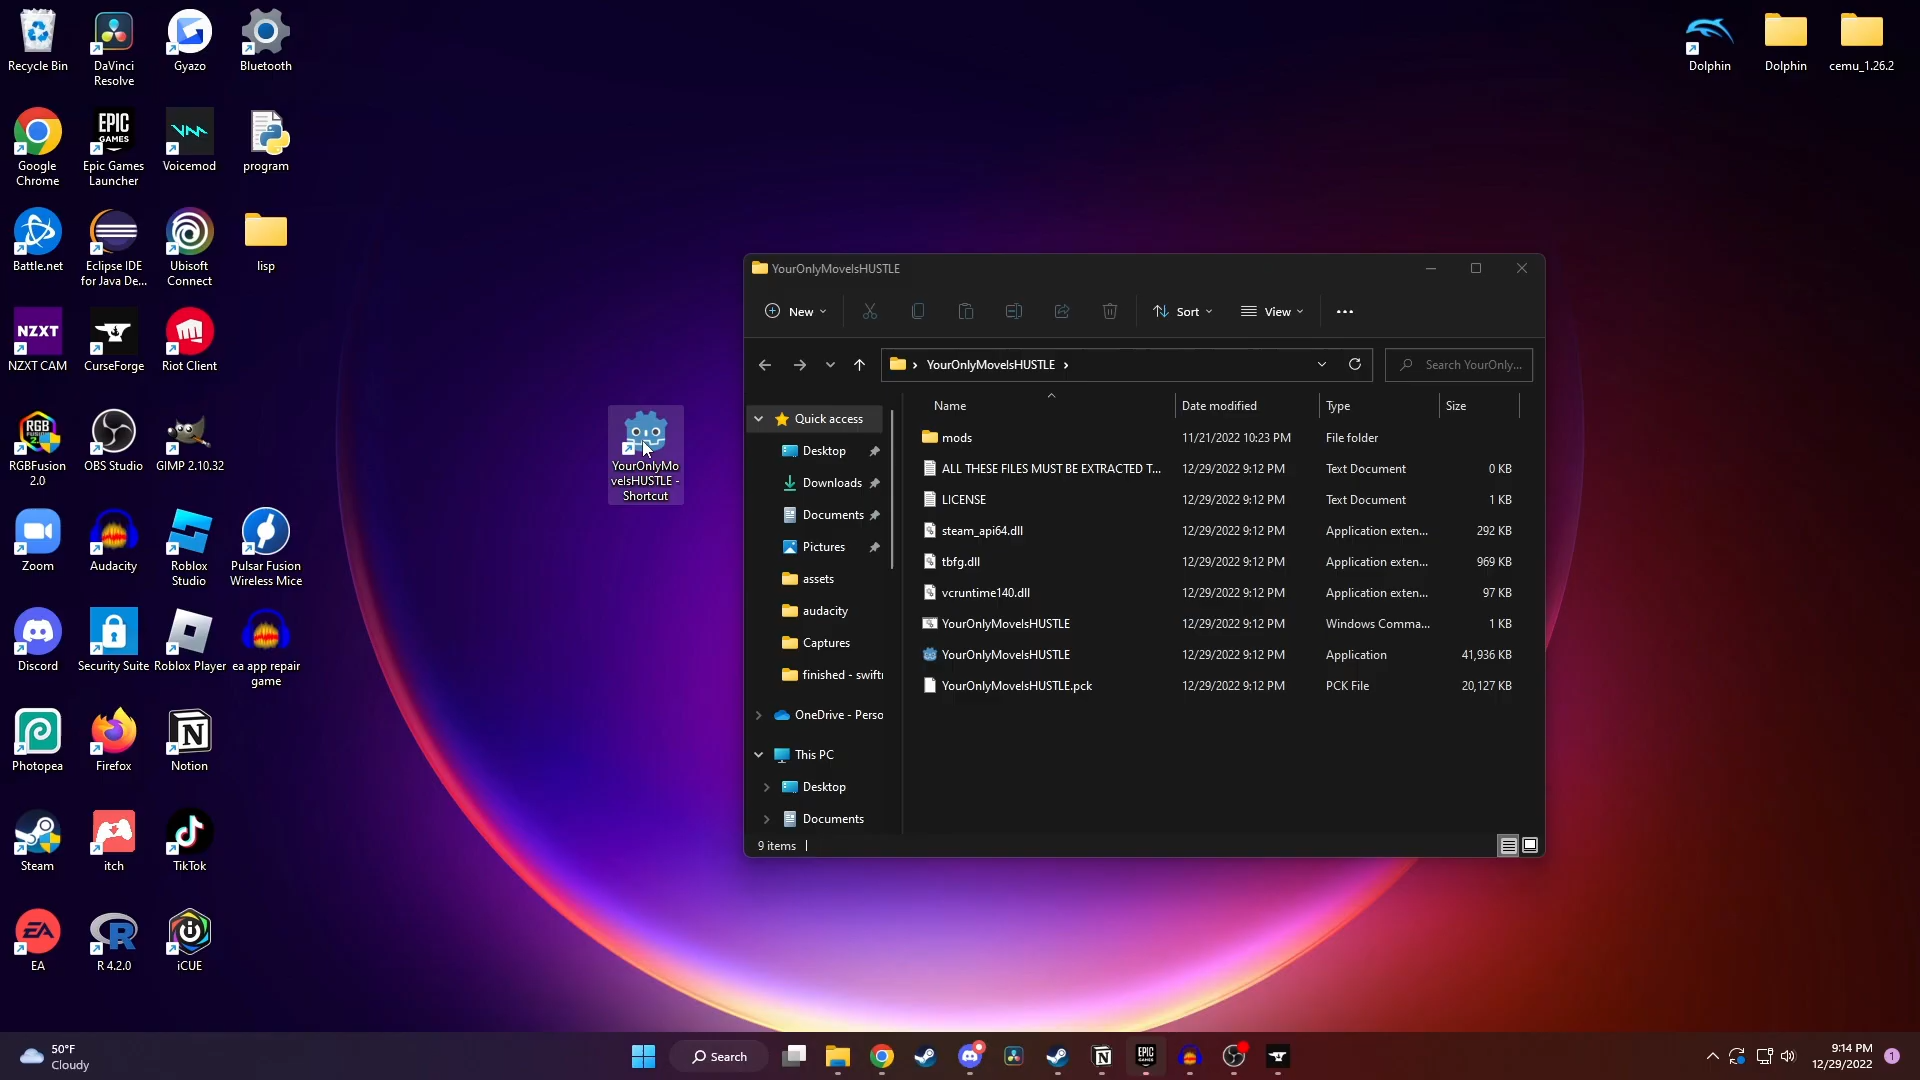 Recycle Bin
DaVinci
Resolve
Gyazo
Bluetooth
Google
Chrome
EPIC
GAMES
Epic Games
Launcher
Voicemod
program
Battle.net
Eclipse IDE
for Java De...
Ubisoft
Connect
lisp
NZXT
NZXT CAM
CurseForge
Riot Client
RGB
FUSION
2.0
RGBFusion
2.0
OBS Studio
GIMP 2.10.32
Zoom
Audacity
Roblox
Studio
Pulsar Fusion
Wireless Mice
Discord
Security Suite
Roblox Player
ea app repair
game
Photopea
Firefox
Notion
Steam
itch
TikTok
EA
R 4.2.0
iCUE
Dolphin
Dolphin
cemu_1.26.2
YourOnlyMo
veIsHUSTLE -
Shortcut
YourOnlyMoveIsHUSTLE
New
Sort
View
YourOnlyMoveIsHUSTLE
Search YourOnly...
Quick access
Desktop
Downloads
Documents
Pictures
assets
audacity
Captures
finished - swift
OneDrive - Perso
This PC
Desktop
Documents
Name Date modified Type Size
mods 11/21/2022 10:23 PM File folder
ALL THESE FILES MUST BE EXTRACTED T... 12/29/2022 9:12 PM Text Document 0 KB
LICENSE 12/29/2022 9:12 PM Text Document 1 KB
steam_api64.dll 12/29/2022 9:12 PM Application exten... 292 KB
tbfg.dll 12/29/2022 9:12 PM Application exten... 969 KB
vcruntime140.dll 12/29/2022 9:12 PM Application exten... 97 KB
YourOnlyMoveIsHUSTLE 12/29/2022 9:12 PM Windows Comma... 1 KB
YourOnlyMoveIsHUSTLE 12/29/2022 9:12 PM Application 41,936 KB
YourOnlyMoveIsHUSTLE.pck 12/29/2022 9:12 PM PCK File 20,127 KB
9 items
50°F
Cloudy
Search
EPIC
9:14 PM
12/29/2022
1